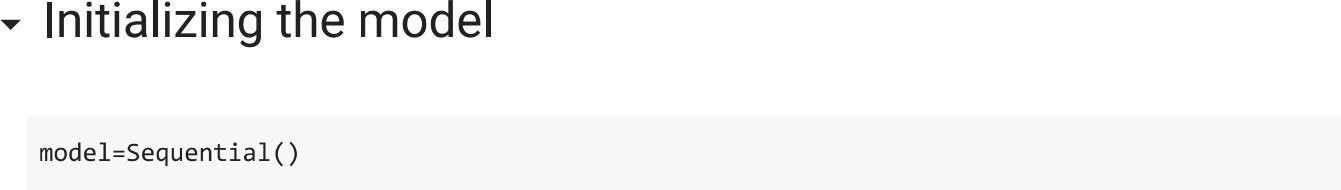 Initializing the model
model=Sequential()